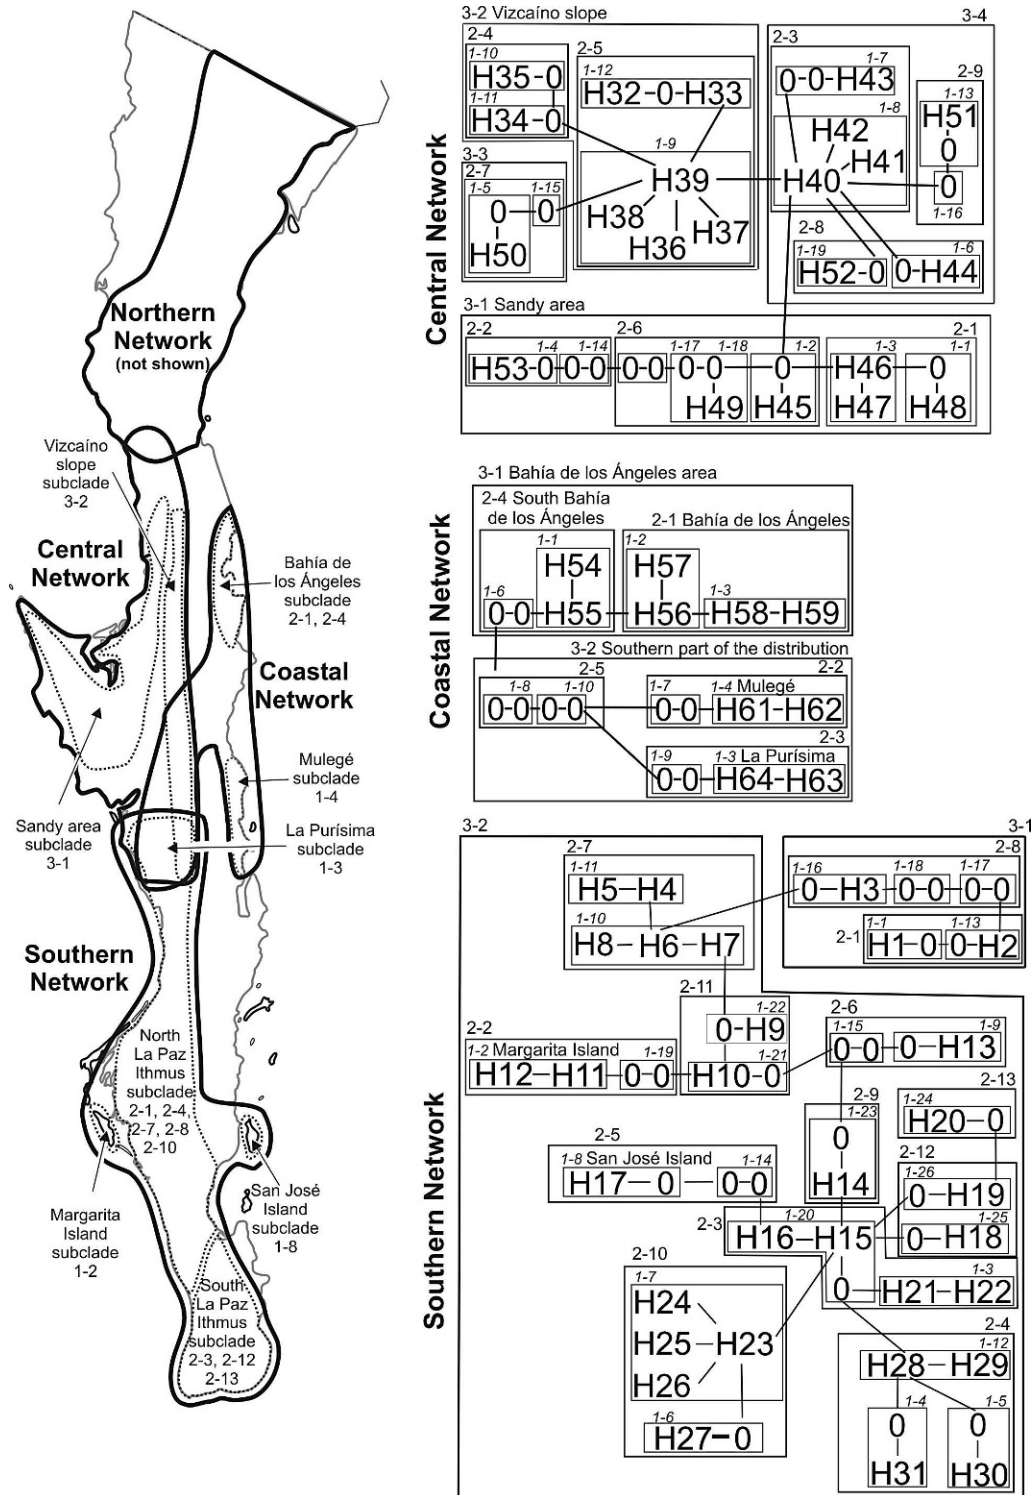 Northern
Network
(not shown)
Vizcaíno
slope
subclade
3-2
Central
Network
Bahía de
los Ángeles
subclade
2-1, 2-4
Coastal
Network
Mulegé
subclade
1-4
Sandy area
subclade
3-1
La Purísima
subclade
1-3
Southern
Network
North
La Paz
Ithmus
subclade
2-1, 2-4,
2-7, 2-8
2-10
Margarita
Island
subclade
1-2
San José
Island
subclade
1-8
South
La Paz
Ithmus
subclade
2-3, 2-12
2-13
Central Network
3-2 Vizcaíno slope
2-4
1-10
H35-0
1-11
H34-0
2-5
1-12
H32-0-H33
1-9
H39
H38
H36
H37
3-3
2-7
1-5
1-15
0-0
H50
3-4
2-3
1-7
0-0-H43
1-8
H42
H41
H40
2-9
1-13
H51
0
0
1-16
2-8
1-19
1-6
H52-0
0-H44
3-1 Sandy area
2-2
2-6
2-1
1-4
1-14
1-17
1-18
1-2
1-3
1-1
H53-0-0-0-0-0-0-0-0-H46-0
H49
H45
H47
H48
Coastal Network
3-1 Bahía de los Ángeles area
2-4 South Bahía
de los Ángeles
2-1 Bahía de los Ángeles
1-1
1-2
H54
H57
1-6
1-3
0-0-H55-H56-H58-H59
3-2 Southern part of the distribution
2-5
2-2
1-8
1-10
1-7
1-4 Mulegé
0-0-0-0-0-0-H61-H62
2-3
1-9
1-3 La Purísima
0-0-H64-H63
Southern Network
3-2
3-1
2-7
1-11
H5-H4
1-10
H8-H6-H7
2-8
1-16
1-18
1-17
0-H3-0-0-0-0
2-1
1-1
1-13
H1-0-0-H2
2-11
1-22
0-H9
2-2
1-2 Margarita Island
1-19
1-21
H12-H11-0-0-H10-0
2-6
1-15
1-9
0-0-0-H13
2-9
1-23
0
H14
2-13
1-24
H20-0
2-12
1-26
0-H19
1-25
0-H18
2-5
1-8 San José Island
1-14
H17-0-0-0
2-3
1-20
H16-H15
1-3
0-H21-H22
2-10
1-7
H24
H25-H23
H26
1-6
H27-0
2-4
1-12
H28-H29
1-4
1-5
0
0
H31
H30